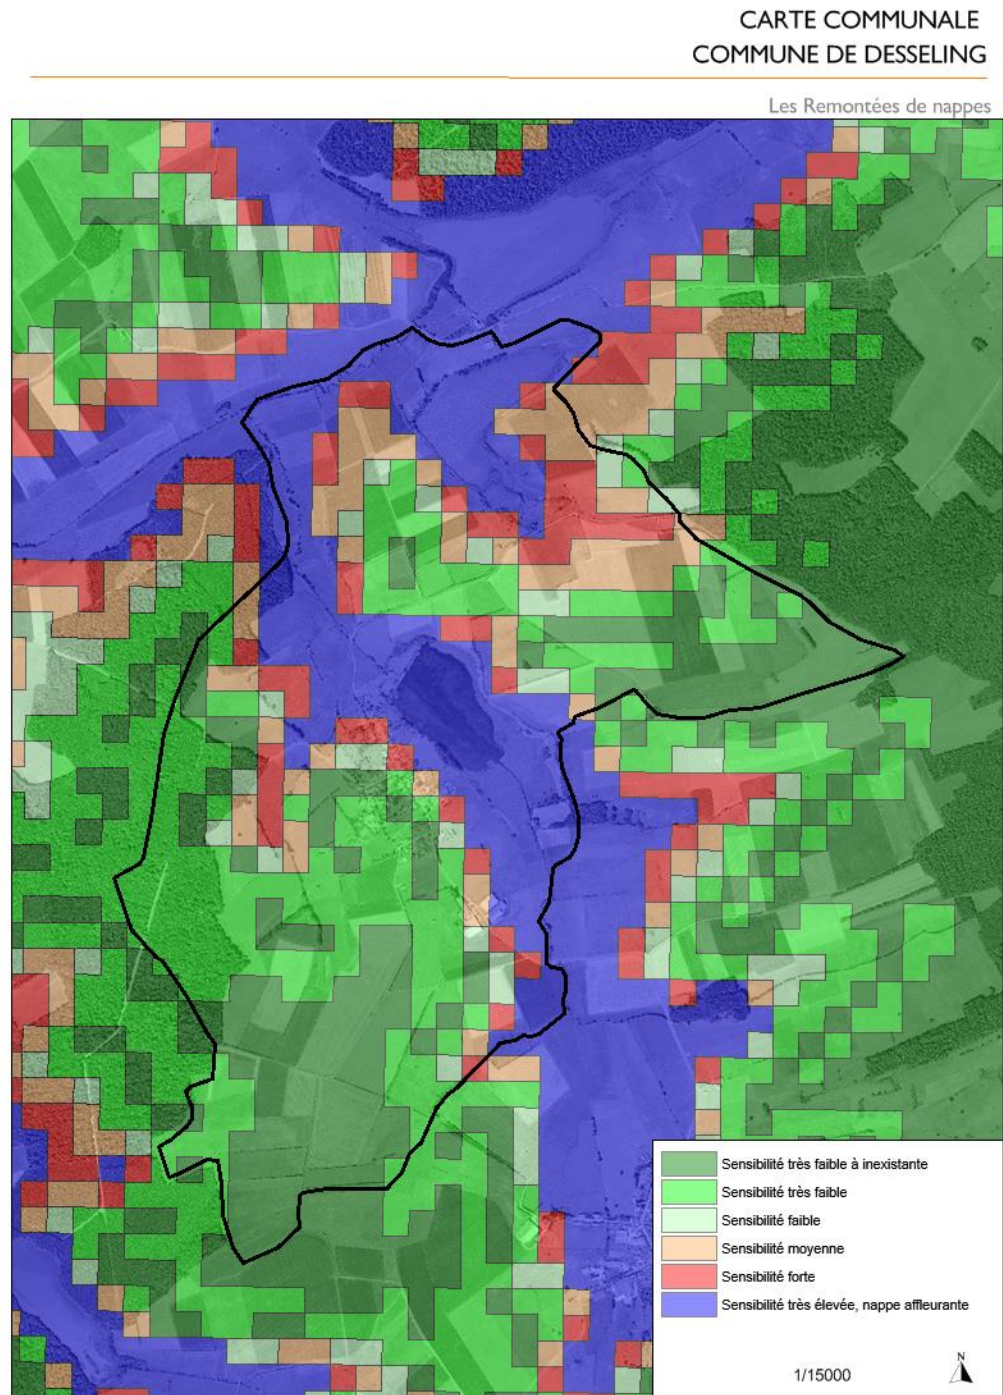 CARTE COMMUNALE
COMMUNE DE DESSELING
Les Remontées de nappes
Sensibilité très faible à inexistante
Sensibilité très faible
Sensibilité faible
Sensibilité moyenne
Sensibilité forte
Sensibilité très élevée, nappe affleurante
N
1/15000